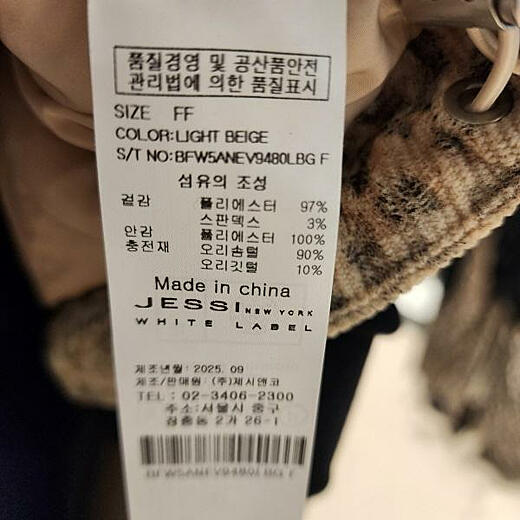 품질경영 및 공산품안전
관리법에 의한 품질표시
SIZE FF
COLOR:LIGHT BEIGE
S/T NO:BFW5ANEV9480LBG F
섬유의 조성
겉감 폴리에스터 97%
스판덱스 3%
안감 폴리에스터 100%
충전재 오리솜털 90%
오리깃털 10%
Made in china
JESSI NEW YORK
WHITE LABEL
제조년월: 2025. 09
제조/판매원: (주)제시앤코
TEL: 02-3406-2300
주소:서울시 중구
장충동 2가 26-1
BFW5ANEV9480LBG F